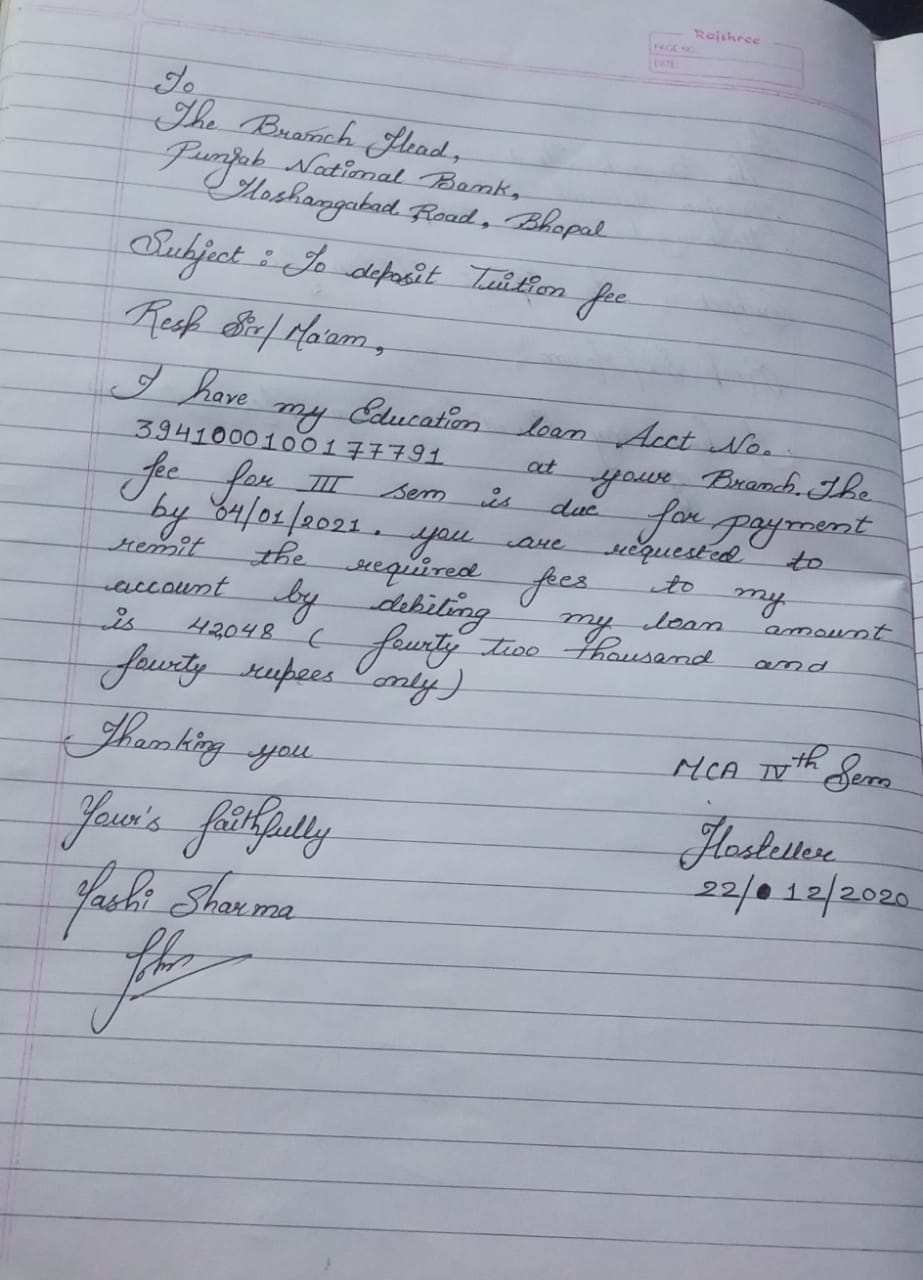 Rajshree
PAGE NO.
DATE:
To
The Branch Head,
Punjab National Bank,
Hoshangabad Road, Bhopal
Subject : To deposit Tuition fee
Resp Sir/Ma'am,
I have my Education loan Acct No.
3941000100177791 at your Branch. The
fee for III sem is due for payment
by 04/01/2021. you are requested to
remit the required fees to my
account by debiting my loan amount
is 42048 ( fourty two thousand and
fourty rupees only)
Thanking you
MCA IVth Sem
Your's faithfully
Hosteller
22/12/2020
Yashi Sharma